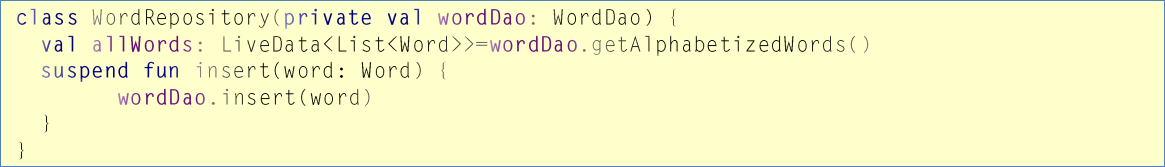 class WordRepository(private val wordDao: WordDao) {
val allWords: LiveData<List<Word>>=wordDao.getAlphabetizedWords()
suspend fun insert(word: Word) {
wordDao.insert(word)
}
}